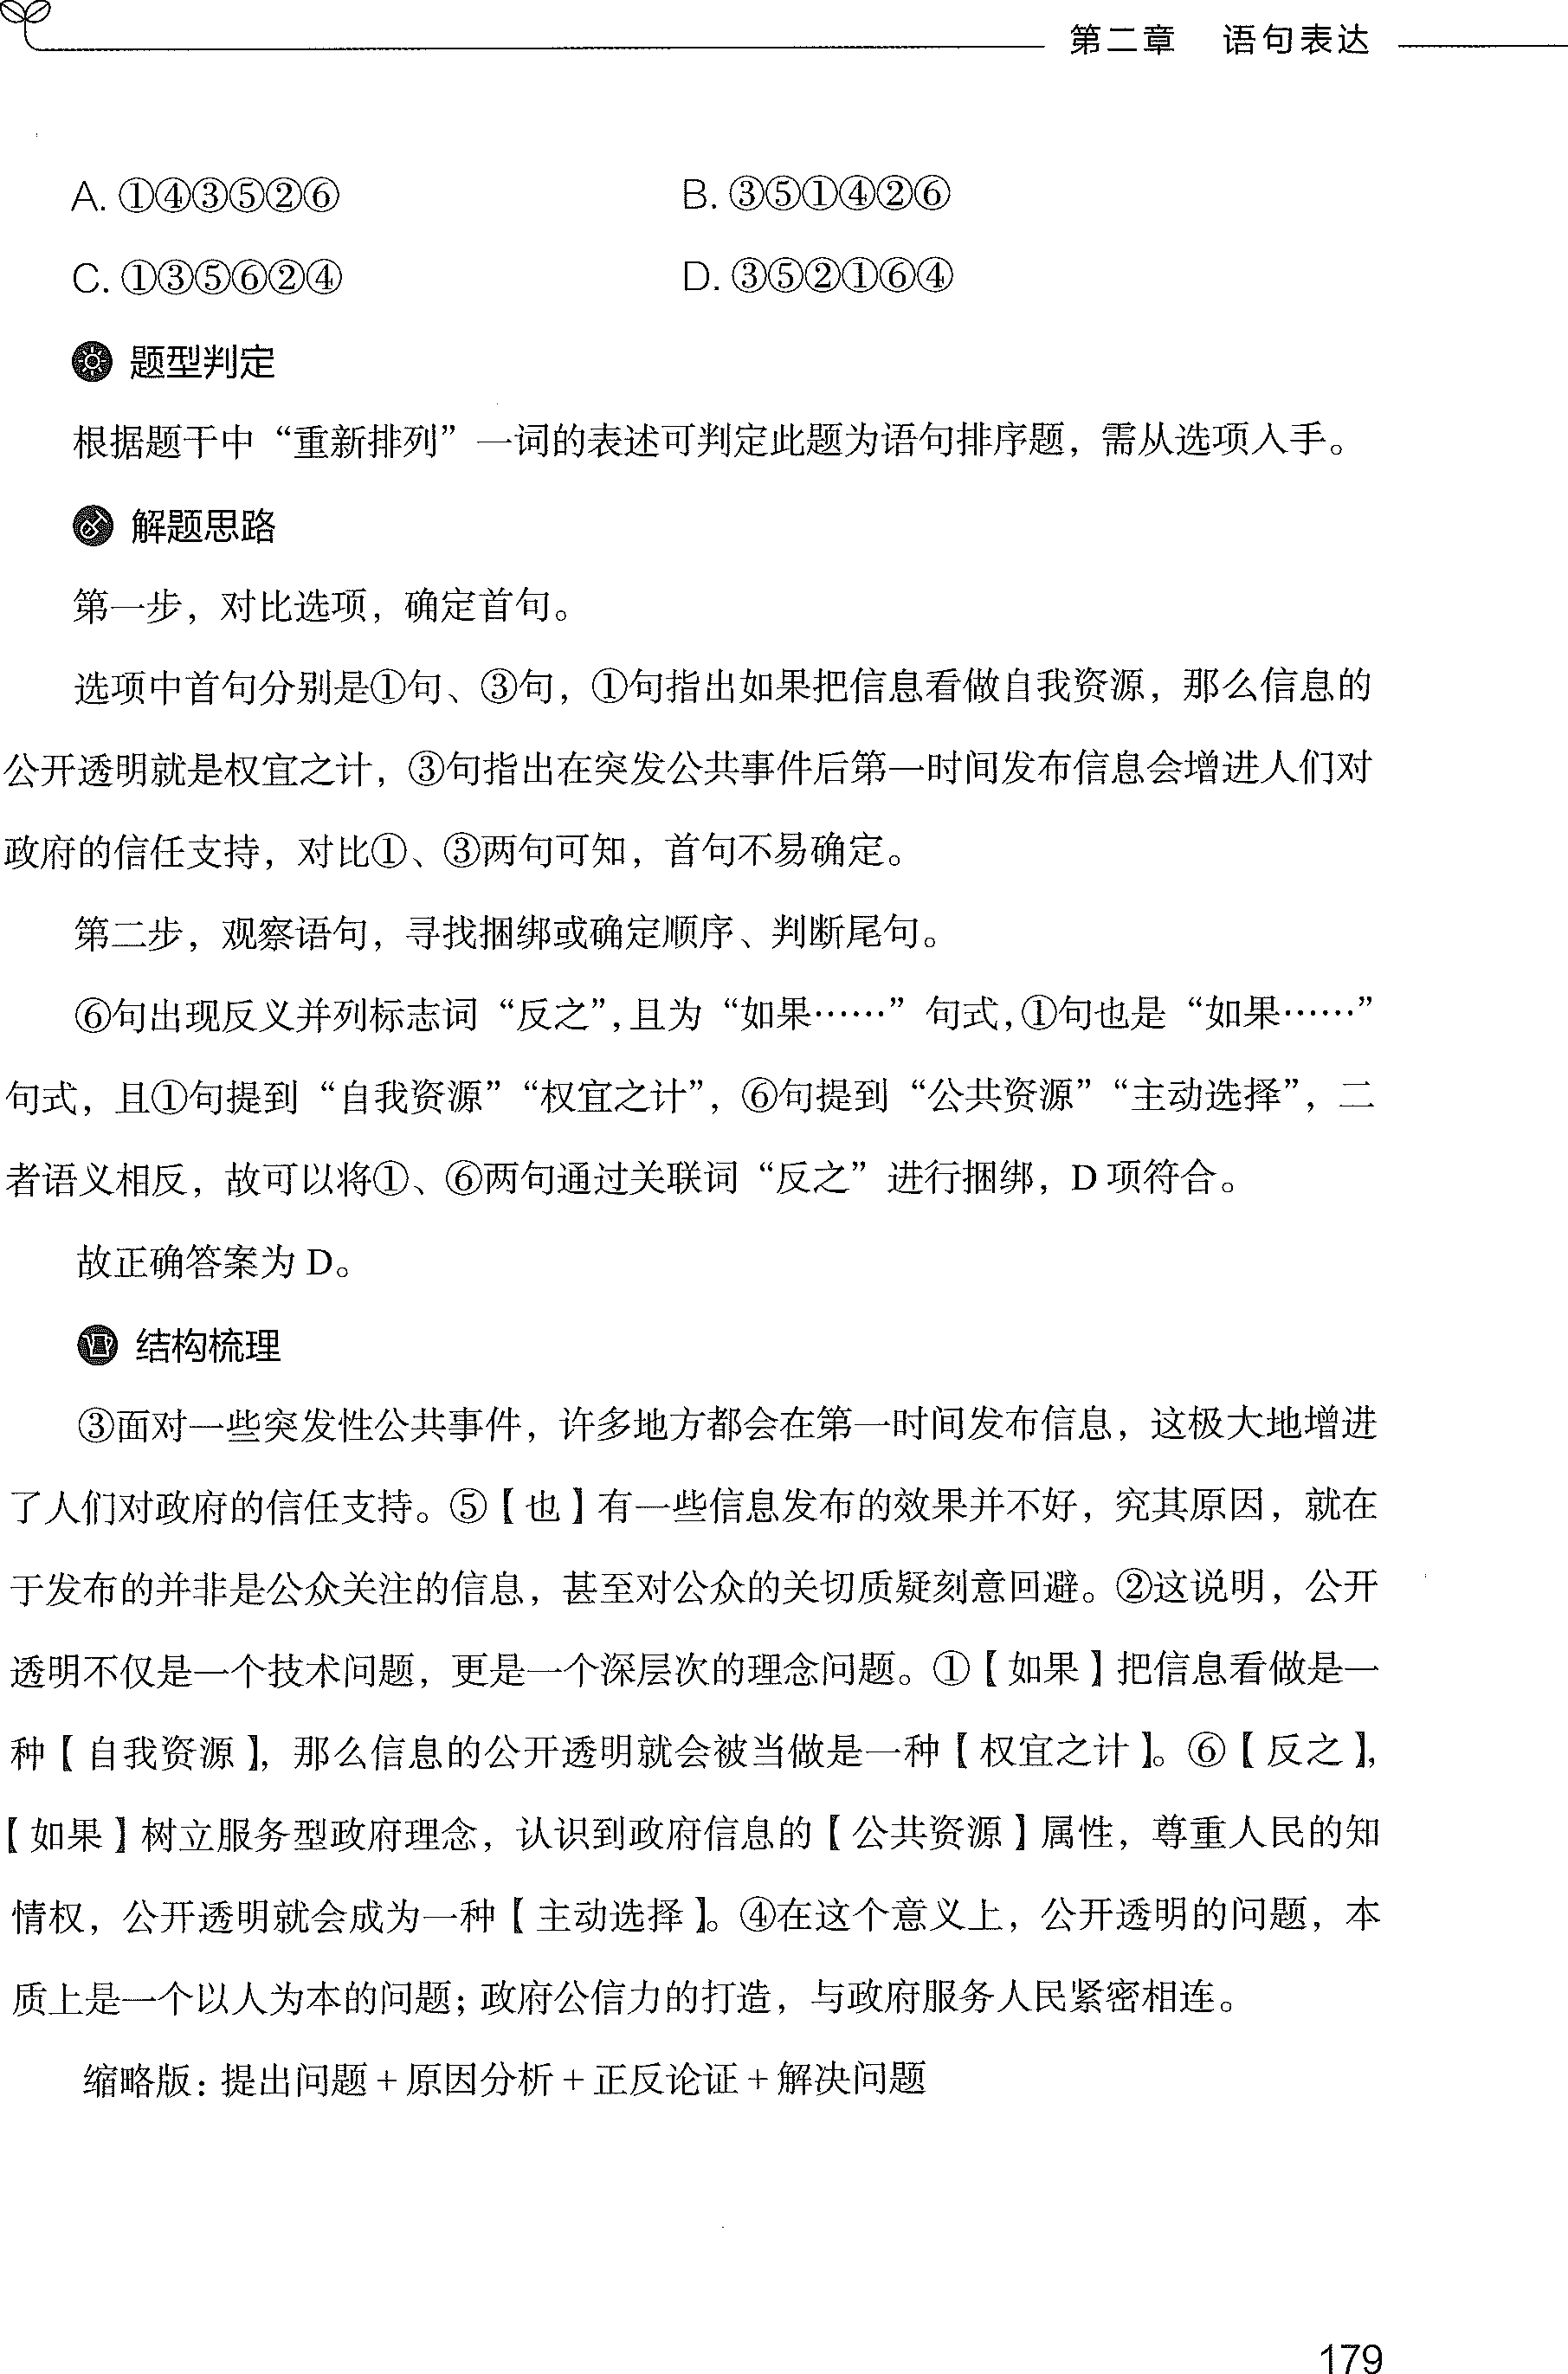 第二章 语句表达
A. ①④③⑤②⑥ B. ③⑤①④②⑥
C. ①③⑤⑥②④ D. ③⑤②①⑥④
题型判定
根据题干中“重新排列”一词的表述可判定此题为语句排序题，需从选项入手。
解题思路
第一步，对比选项，确定首句。
选项中首句分别是①句、③句，①句指出如果把信息看做自我资源，那么信息的
公开透明就是权宜之计，③句指出在突发公共事件后第一时间发布信息会增进人们对
政府的信任支持，对比①、③两句可知，首句不易确定。
第二步，观察语句，寻找捆绑或确定顺序、判断尾句。
⑥句出现反义并列标志词“反之”，且为“如果……”句式，①句也是“如果……”
句式，且①句提到“自我资源”“权宜之计”，⑥句提到“公共资源”“主动选择”，二
者语义相反，故可以将①、⑥两句通过关联词“反之”进行捆绑，D 项符合。
故正确答案为 D。
结构梳理
③面对一些突发性公共事件，许多地方都会在第一时间发布信息，这极大地增进
了人们对政府的信任支持。⑤【也】有一些信息发布的效果并不好，究其原因，就在
于发布的并非是公众关注的信息，甚至对公众的关切质疑刻意回避。②这说明，公开
透明不仅是一个技术问题，更是一个深层次的理念问题。①【如果】把信息看做是一
种【自我资源】，那么信息的公开透明就会被当做是一种【权宜之计】。⑥【反之】，
【如果】树立服务型政府理念，认识到政府信息的【公共资源】属性，尊重人民的知
情权，公开透明就会成为一种【主动选择】。④在这个意义上，公开透明的问题，本
质上是一个以人为本的问题；政府公信力的打造，与政府服务人民紧密相连。
缩略版：提出问题 + 原因分析 + 正反论证 + 解决问题
179